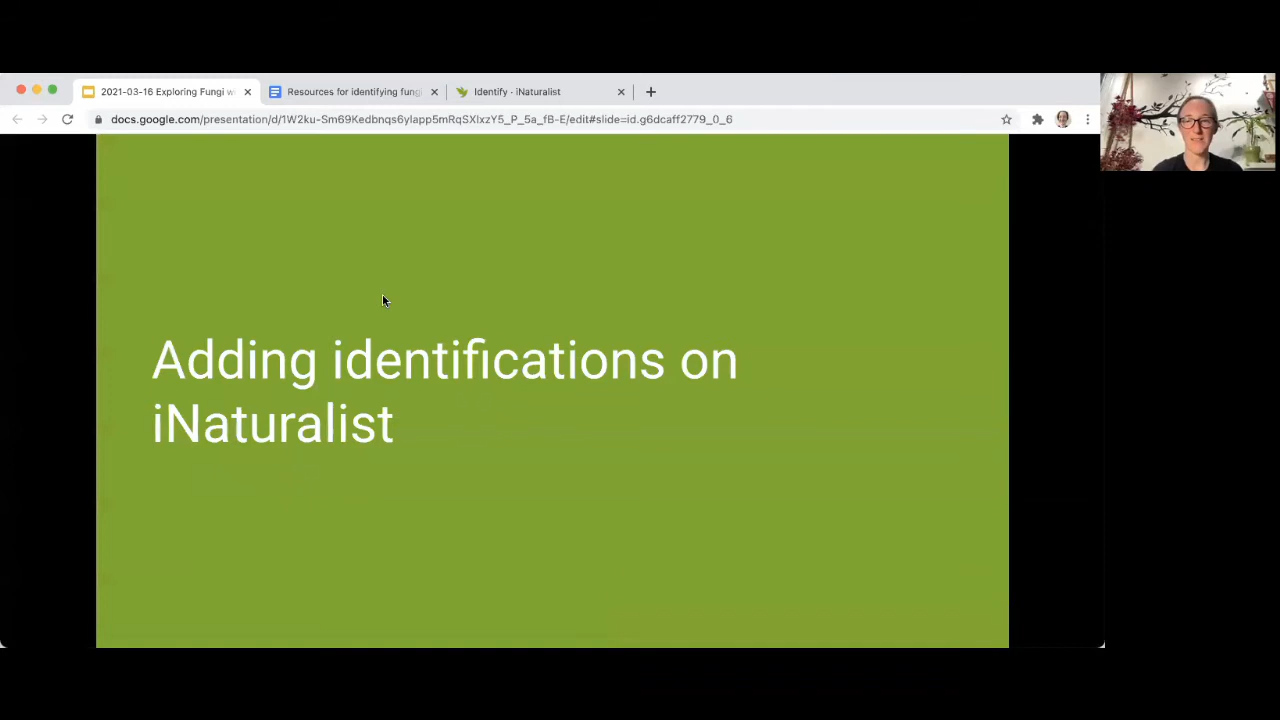 2021-03-16 Exploring Fungi w
Resources for identifying fung
Identify · iNaturalist
docs.google.com/presentation/d/1W2ku-Sm69Kedbnqs6yIapp5mRqSXIxzY5_P_5a_fB-E/edit#slide=id.g6dcaff2779_0_6
Adding identifications on
iNaturalist